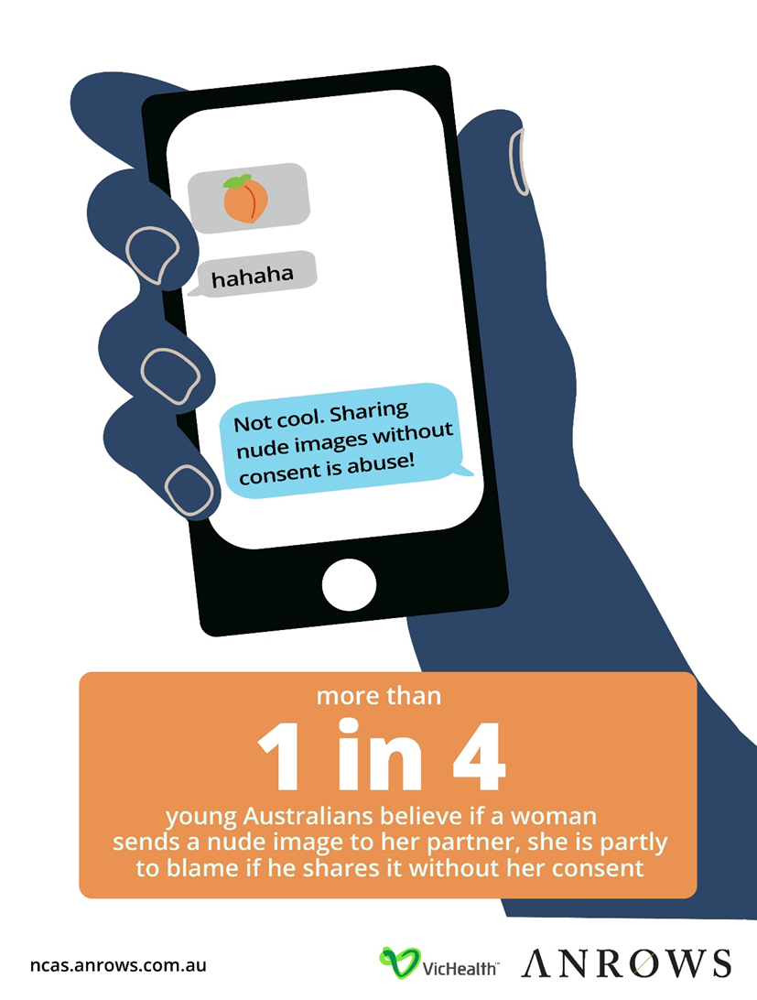 hahaha
Not cool. Sharing
nude images without
consent is abuse!
more than
1 in 4
young Australians believe if a woman
sends a nude image to her partner, she is partly
to blame if he shares it without her consent
ncas.anrows.com.au
VicHealth™
ANROWS